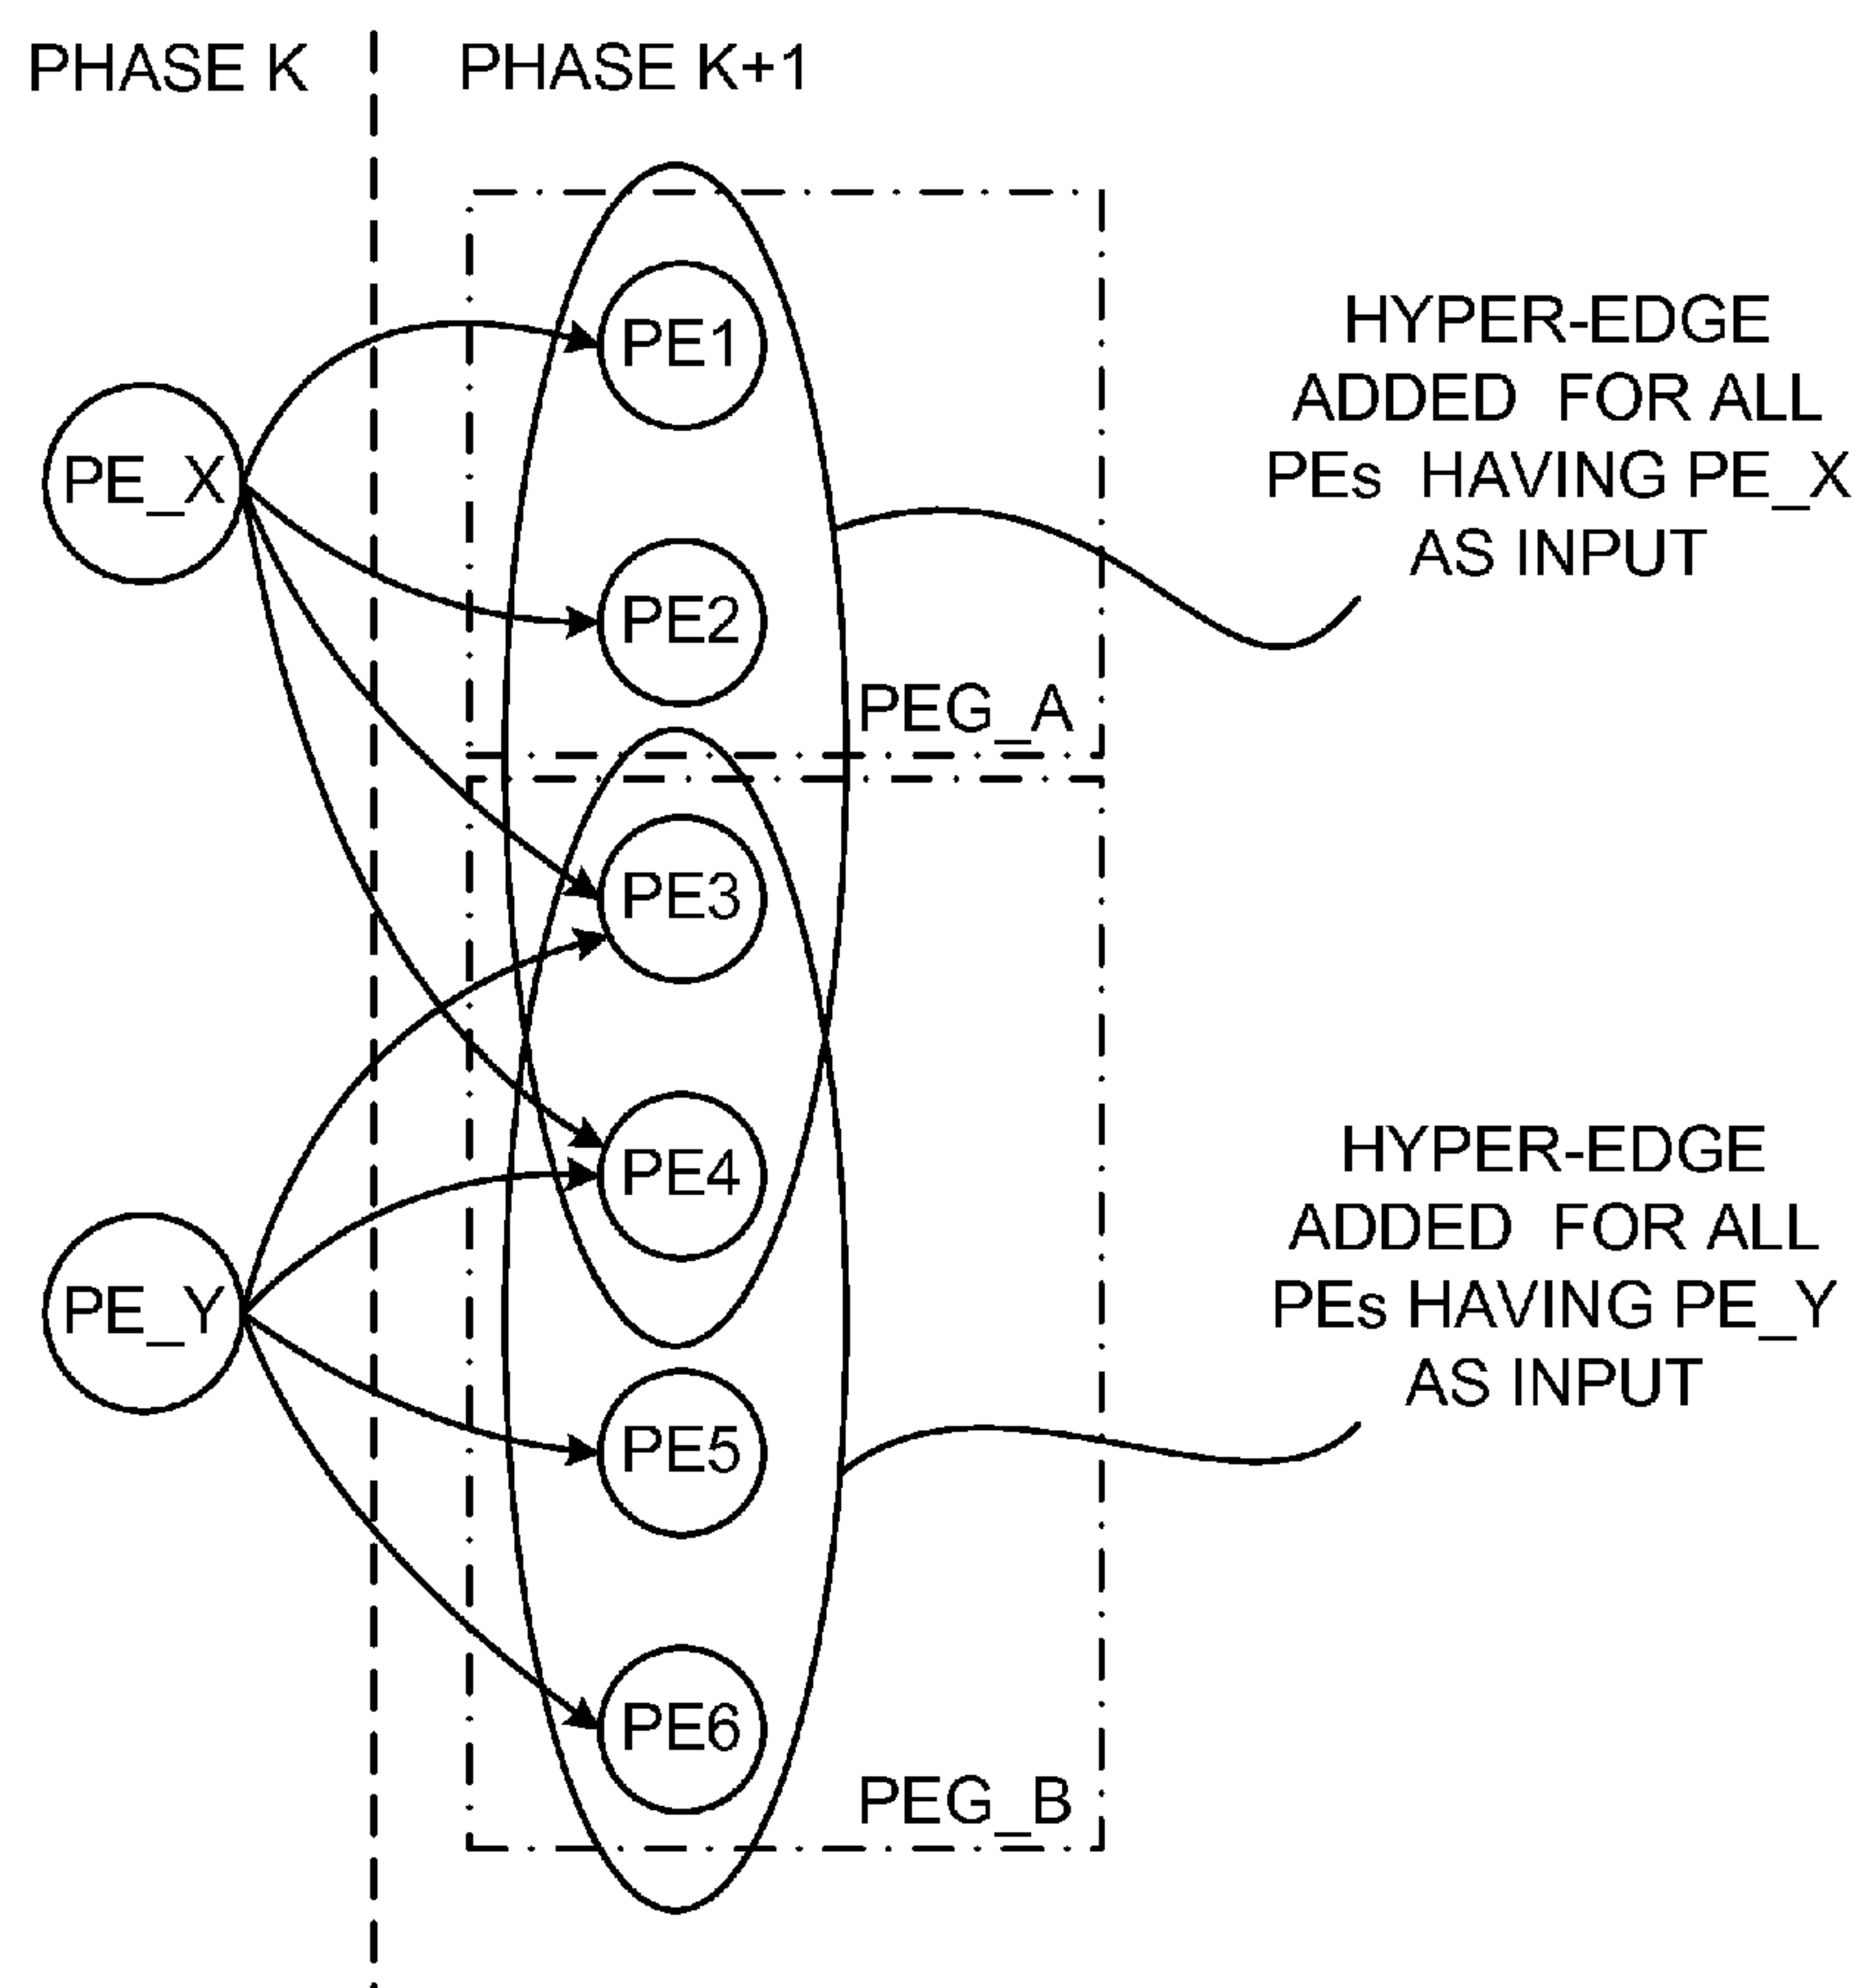 PHASE K
PHASE K+1
PE1
HYPER-EDGE
ADDED FOR ALL
PEs HAVING PE_X
AS INPUT
PE_X
PE2
PEG_A
PE3
PE4
HYPER-EDGE
ADDED FOR ALL
PEs HAVING PE_Y
AS INPUT
PE_Y
PE5
PE6
PEG_B